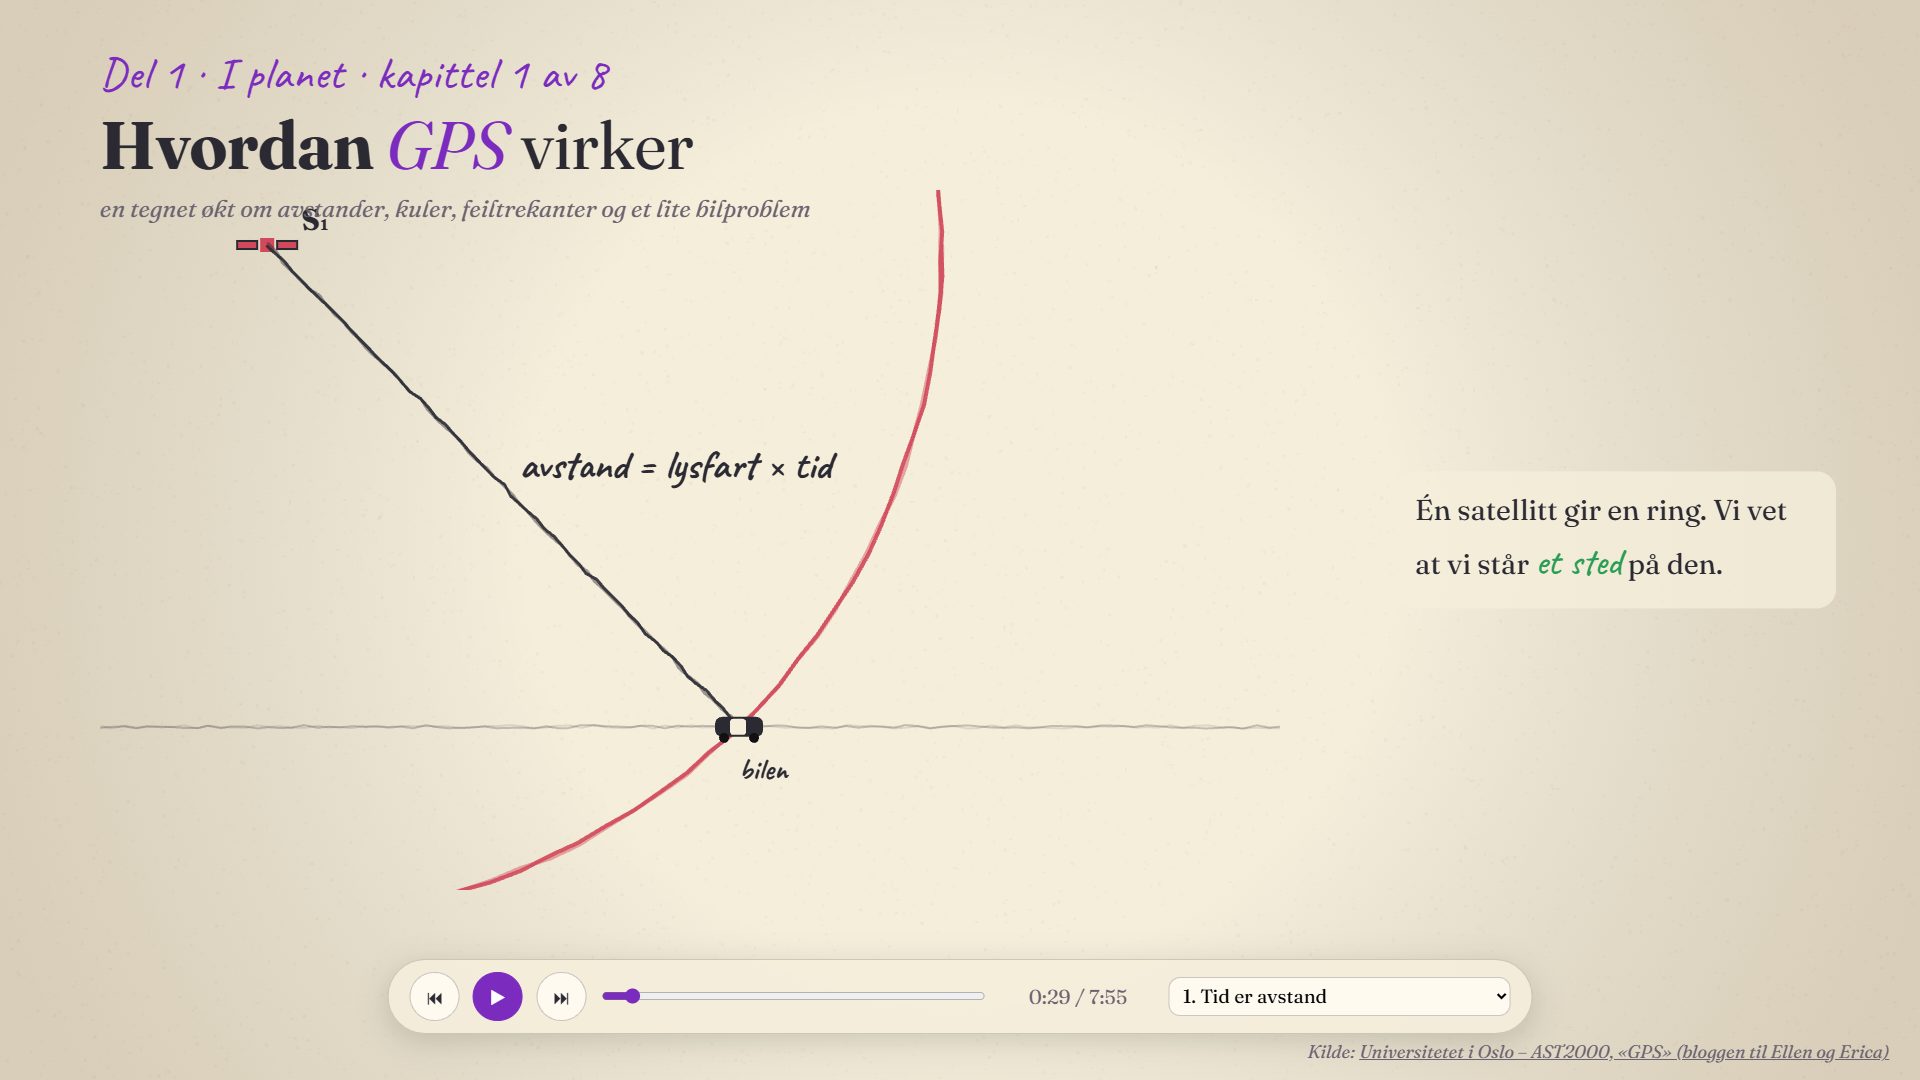 Del 1 · I planet · kapittel 1 av 8
Hvordan GPS virker
en tegnet økt om avstander, kuler, feiltrekanter og et lite bilproblem
S₁
avstand = lysfart × tid
Én satellitt gir en ring. Vi vet
at vi står et sted på den.
bilen
0:29 / 7:55
1. Tid er avstand
Kilde: Universitetet i Oslo – AST2000, «GPS» (bloggen til Ellen og Erica)